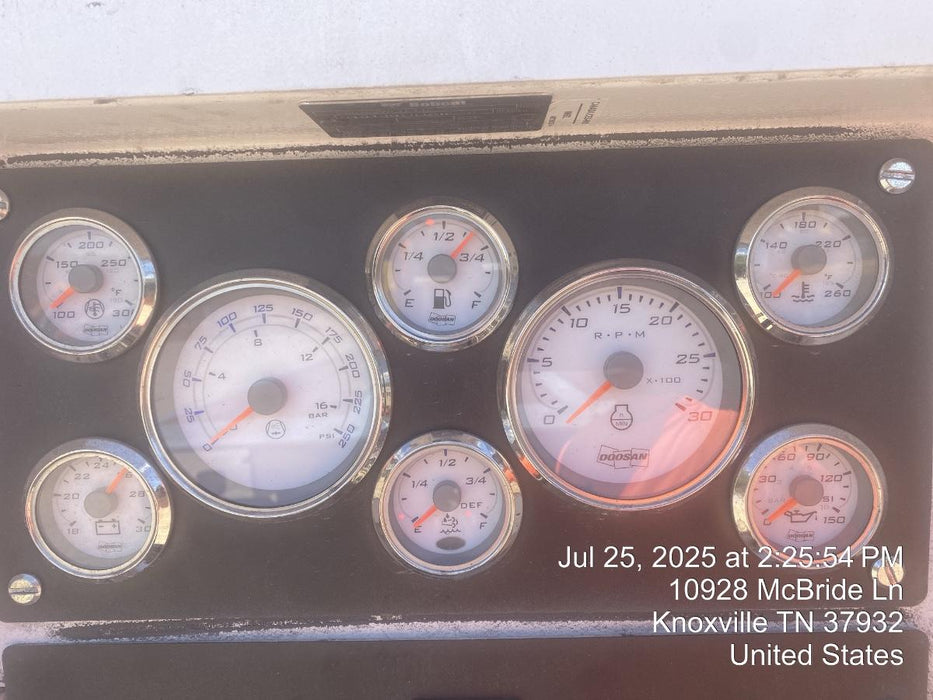 Bobcat
200
150
250
°F
100
DOOSAN
1/2
1/4
3/4
E
F
DOOSAN
180
140
220
°F
100
260
125
100
150
75
175
8
50
4
12
200
25
16
225
BAR
0
PSI
250
15
10
20
R·P·M
5
25
X·100
0
30
n
MIN
DOOSAN
24
22
20
28
18
30
DOOSAN
1/2
1/4
3/4
DEF
E
F
60
90
30
120
150
DOOSAN
Jul 25, 2025 at 2:25:54 PM
10928 McBride Ln
Knoxville TN 37932
United States